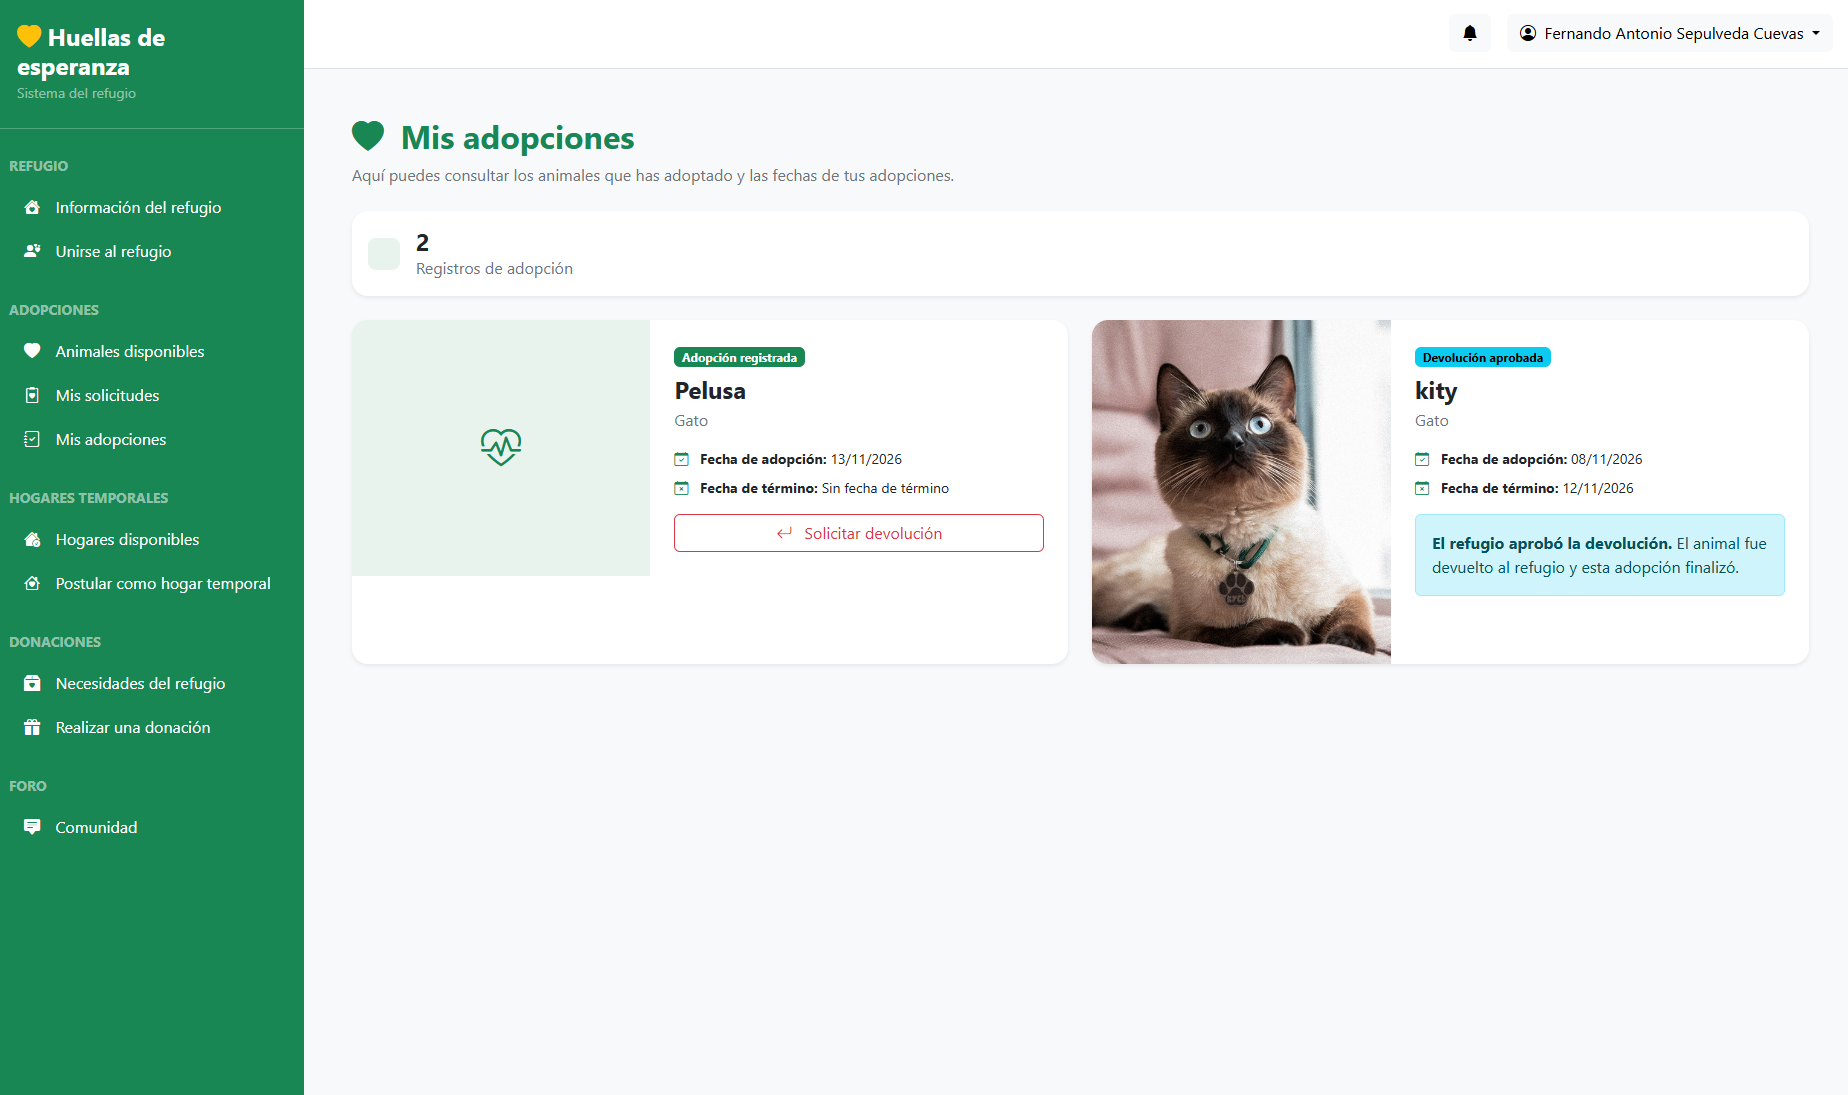 Huellas de
esperanza
Sistema del refugio
REFUGIO
Información del refugio
Unirse al refugio
ADOPCIONES
Animales disponibles
Mis solicitudes
Mis adopciones
HOGARES TEMPORALES
Hogares disponibles
Postular como hogar temporal
DONACIONES
Necesidades del refugio
Realizar una donación
FORO
Comunidad
Fernando Antonio Sepulveda Cuevas
Mis adopciones
Aquí puedes consultar los animales que has adoptado y las fechas de tus adopciones.
2
Registros de adopción
Adopción registrada
Pelusa
Gato
Fecha de adopción: 13/11/2026
Fecha de término: Sin fecha de término
Solicitar devolución
Devolución aprobada
kity
Gato
Fecha de adopción: 08/11/2026
Fecha de término: 12/11/2026
El refugio aprobó la devolución. El animal fue
devuelto al refugio y esta adopción finalizó.